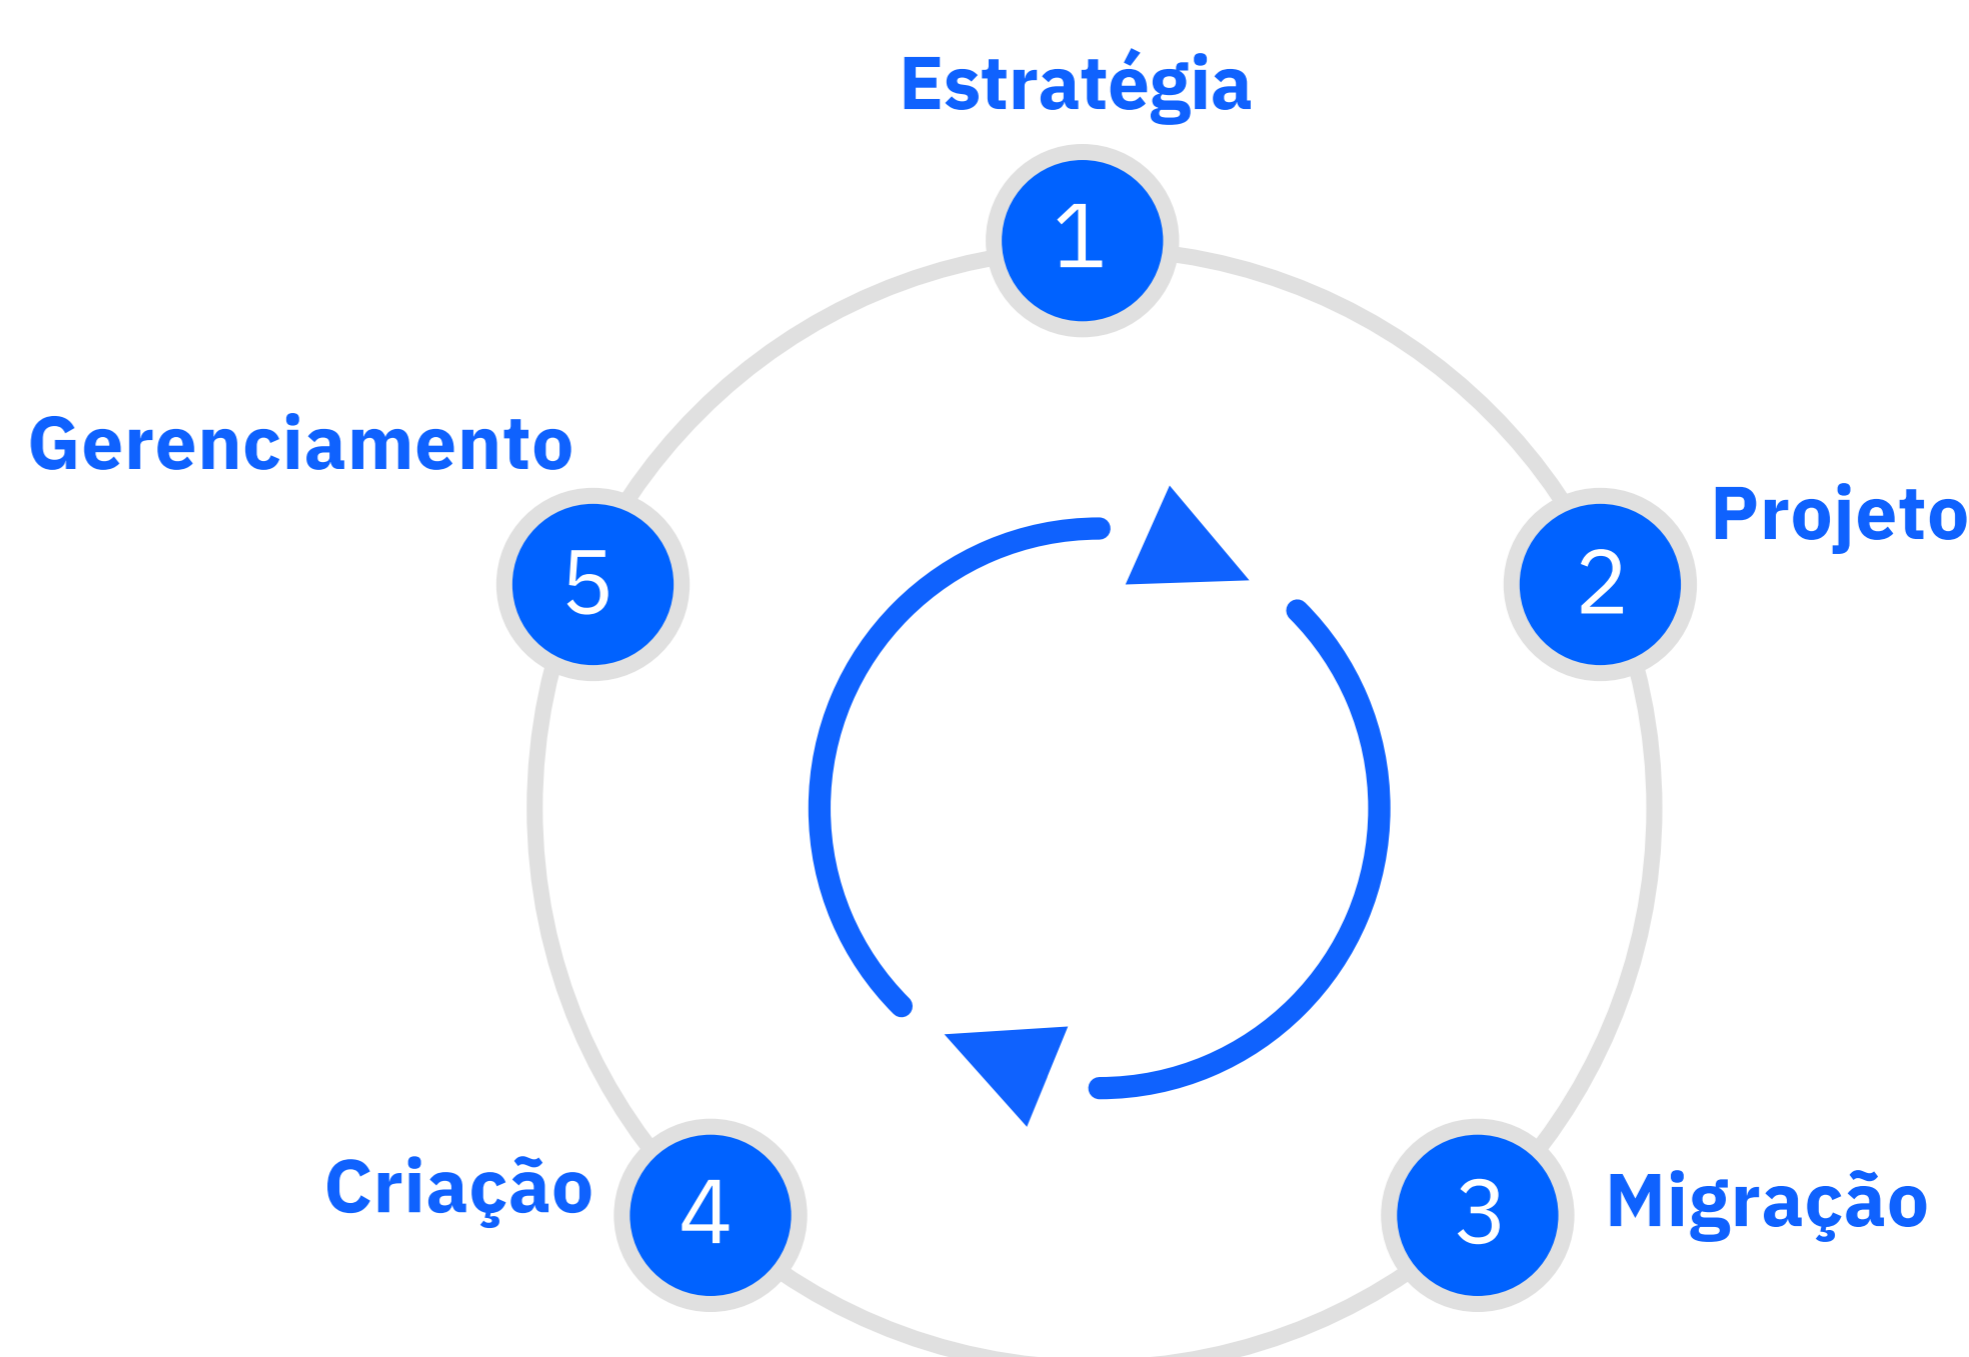 Estratégia
1
Projeto
2
Migração
3
Criação
4
Gerenciamento
5